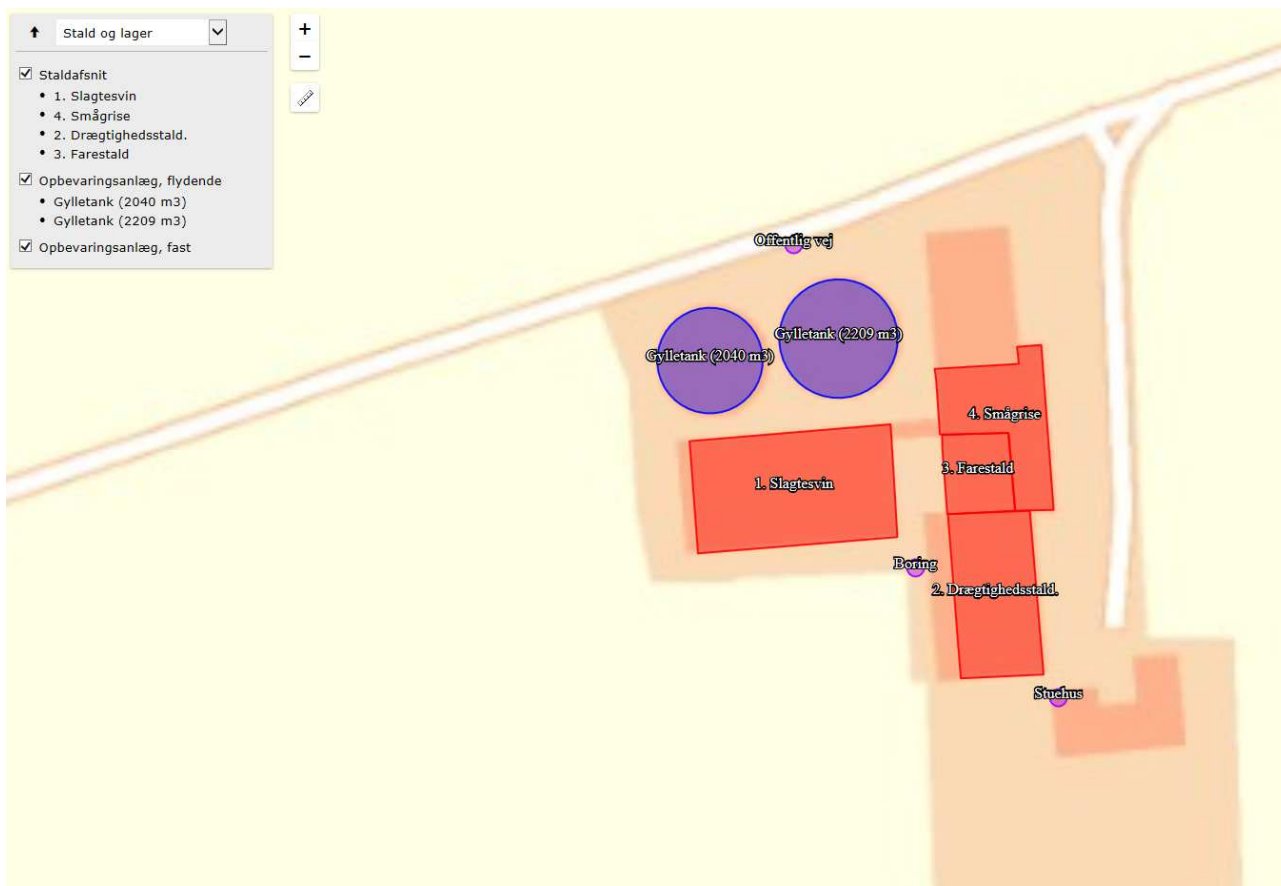 Stald og lager
+
−
Staldafsnit
• 1. Slagtesvin
• 4. Smågrise
• 2. Drægtighedsstald.
• 3. Farestald
Opbevaringsanlæg, flydende
• Gylletank (2040 m3)
• Gylletank (2209 m3)
Opbevaringsanlæg, fast
Offentlig vej
Gylletank (2209 m3)
Gylletank (2040 m3)
4. Smågrise
3. Farestald
1. Slagtesvin
Boring
2. Drægtighedsstald.
Stuehus